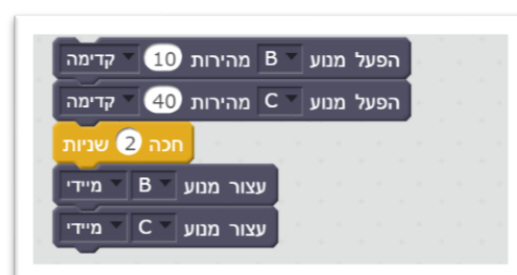 הפעל מנוע B מהירות 10 קדימה
הפעל מנוע C מהירות 40 קדימה
חכה 2 שניות
עצור מנוע B מיידי
עצור מנוע C מיידי